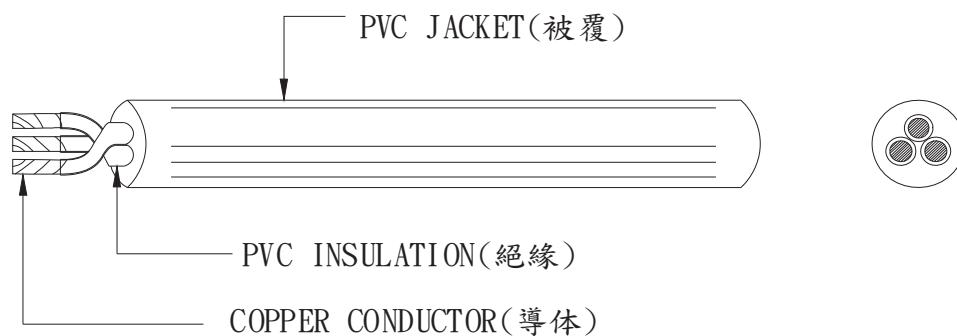 PVC JACKET(被覆)
PVC INSULATION(絕緣)
COPPER CONDUCTOR(導体)